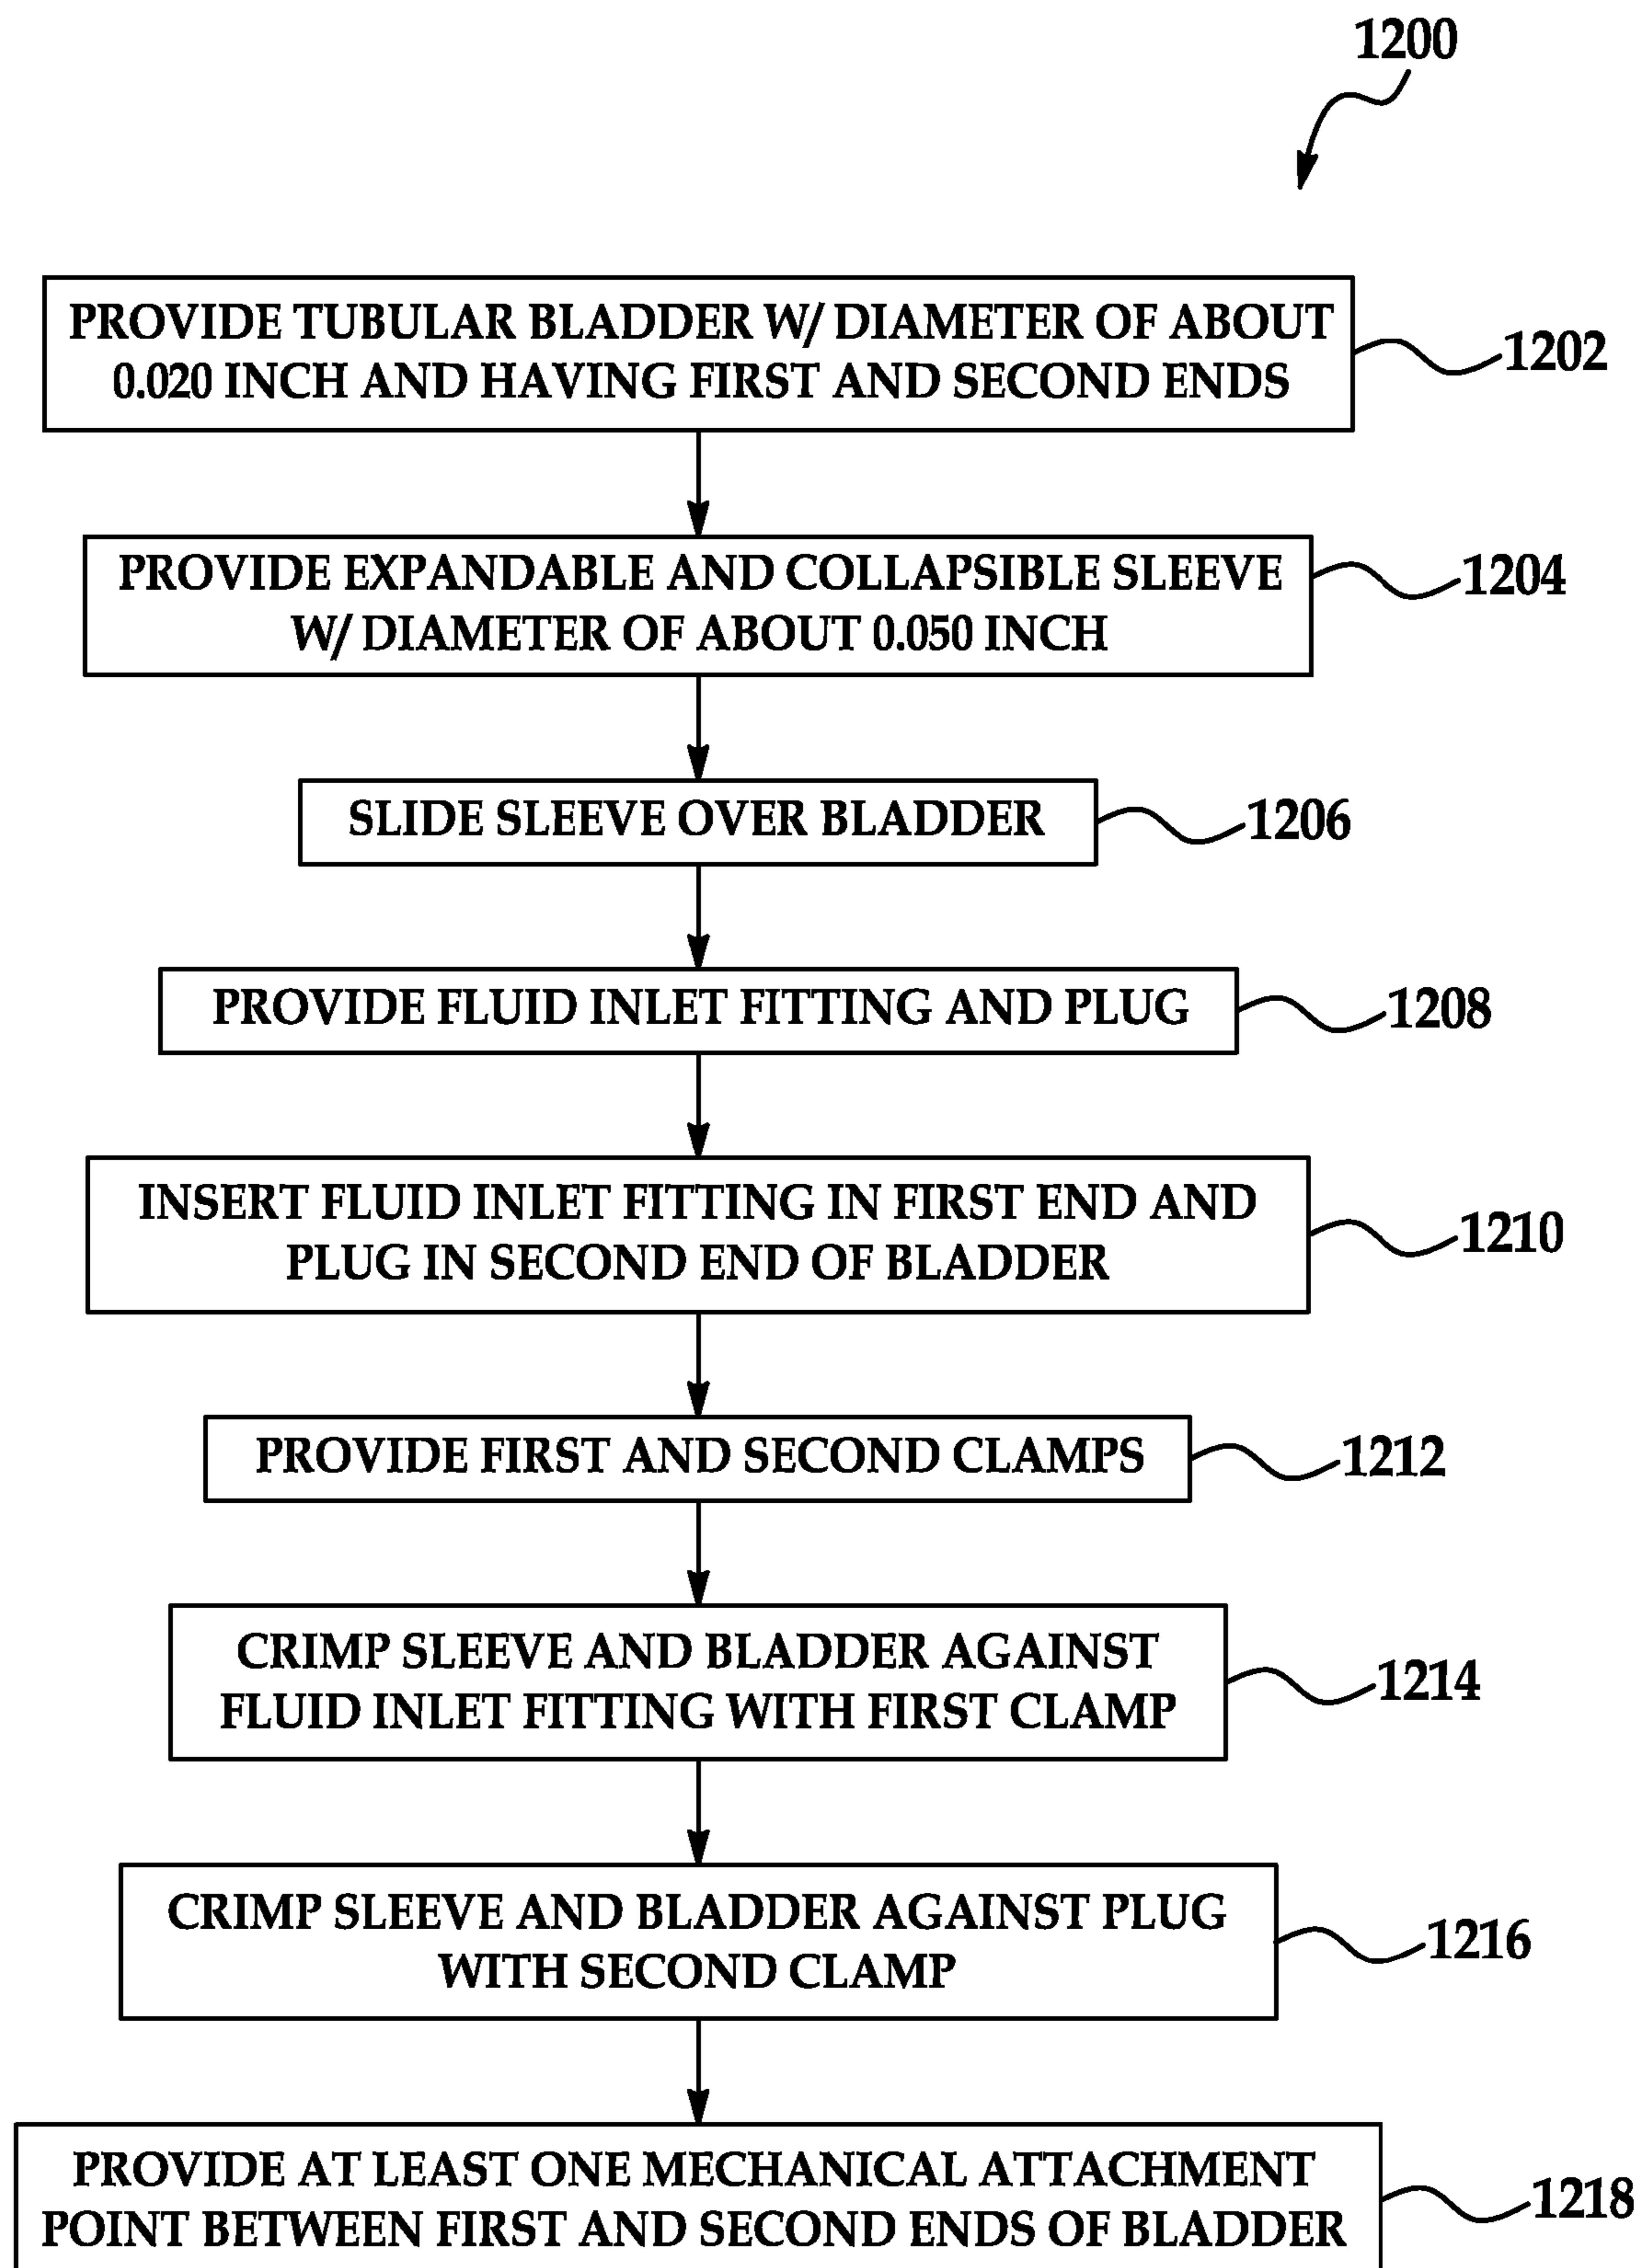 1200
PROVIDE TUBULAR BLADDER W/ DIAMETER OF ABOUT
0.020 INCH AND HAVING FIRST AND SECOND ENDS
1202
PROVIDE EXPANDABLE AND COLLAPSIBLE SLEEVE
W/ DIAMETER OF ABOUT 0.050 INCH
1204
SLIDE SLEEVE OVER BLADDER
1206
PROVIDE FLUID INLET FITTING AND PLUG
1208
INSERT FLUID INLET FITTING IN FIRST END AND
PLUG IN SECOND END OF BLADDER
1210
PROVIDE FIRST AND SECOND CLAMPS
1212
CRIMP SLEEVE AND BLADDER AGAINST
FLUID INLET FITTING WITH FIRST CLAMP
1214
CRIMP SLEEVE AND BLADDER AGAINST PLUG
WITH SECOND CLAMP
1216
PROVIDE AT LEAST ONE MECHANICAL ATTACHMENT
POINT BETWEEN FIRST AND SECOND ENDS OF BLADDER
1218